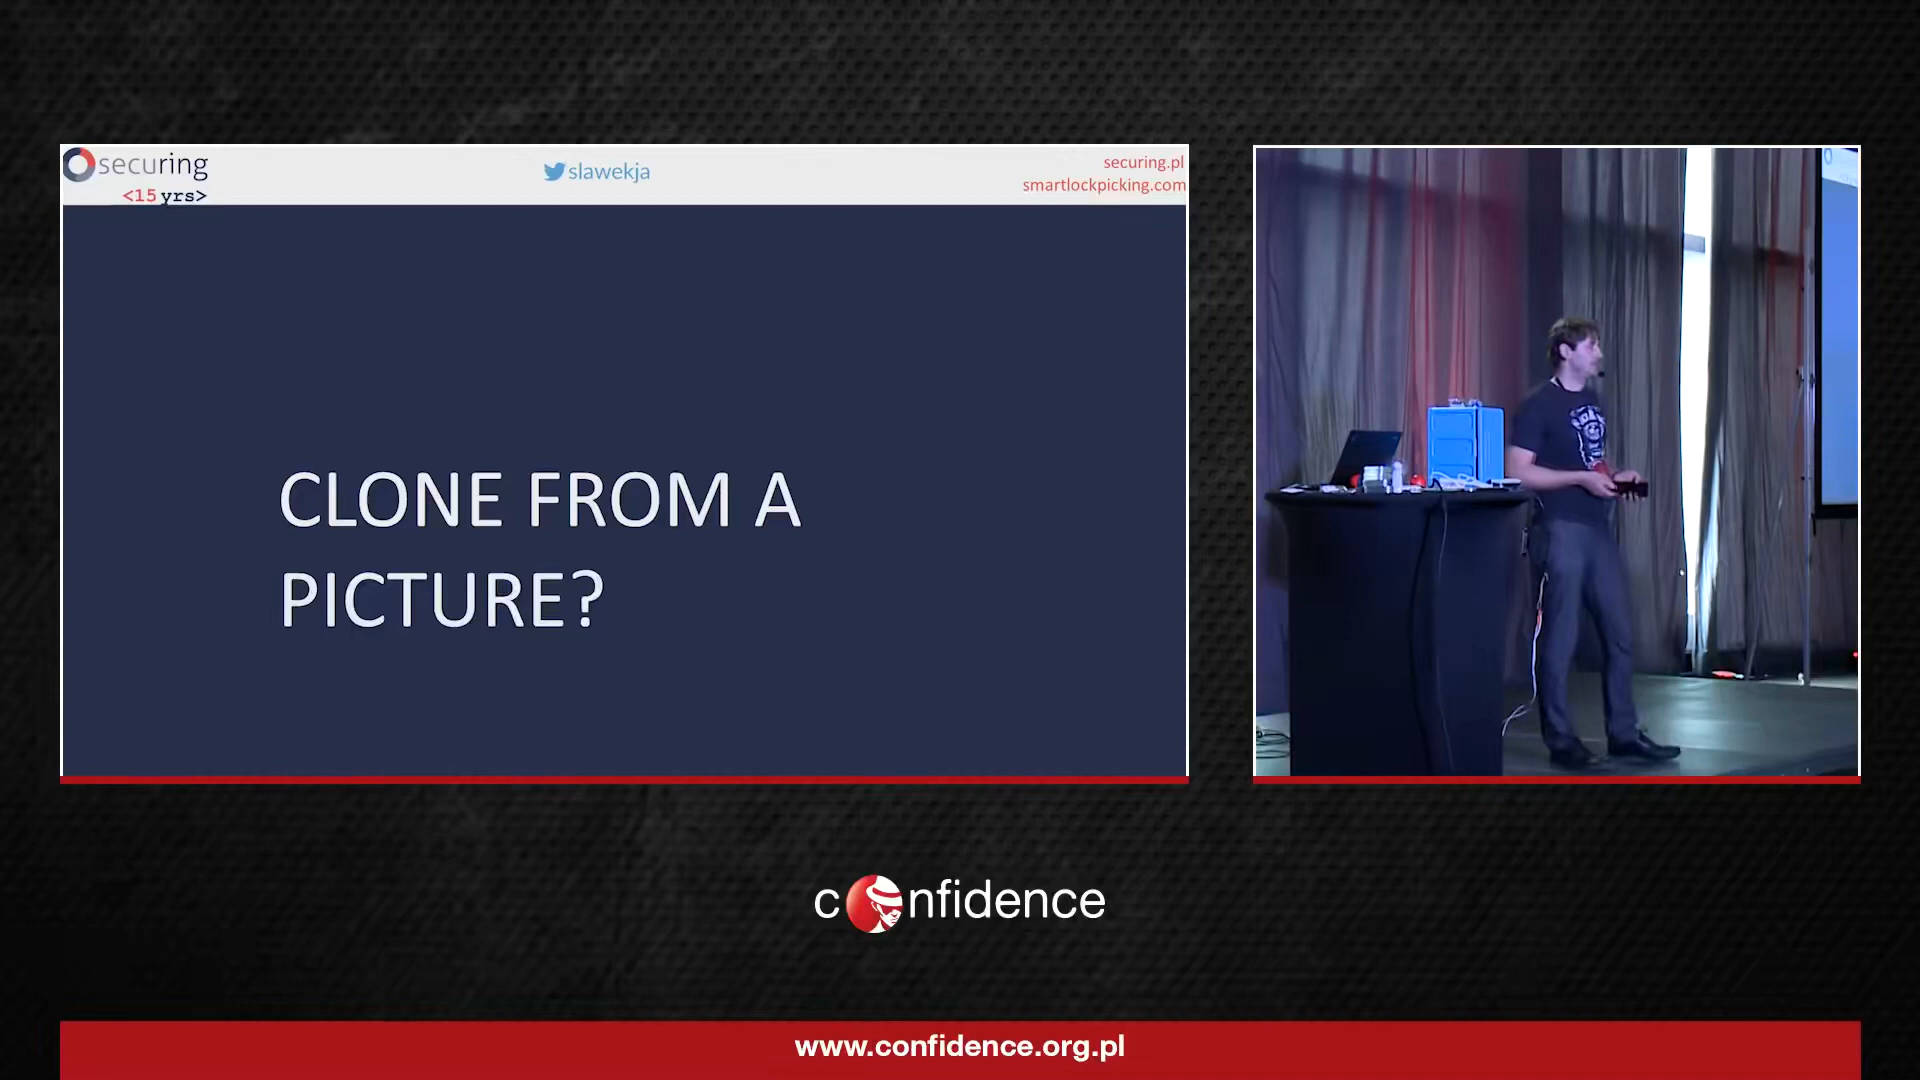 securing
<15 yrs>
slawekja
securing.pl
smartlockpicking.com
CLONE FROM A
PICTURE?
confidence
www.confidence.org.pl